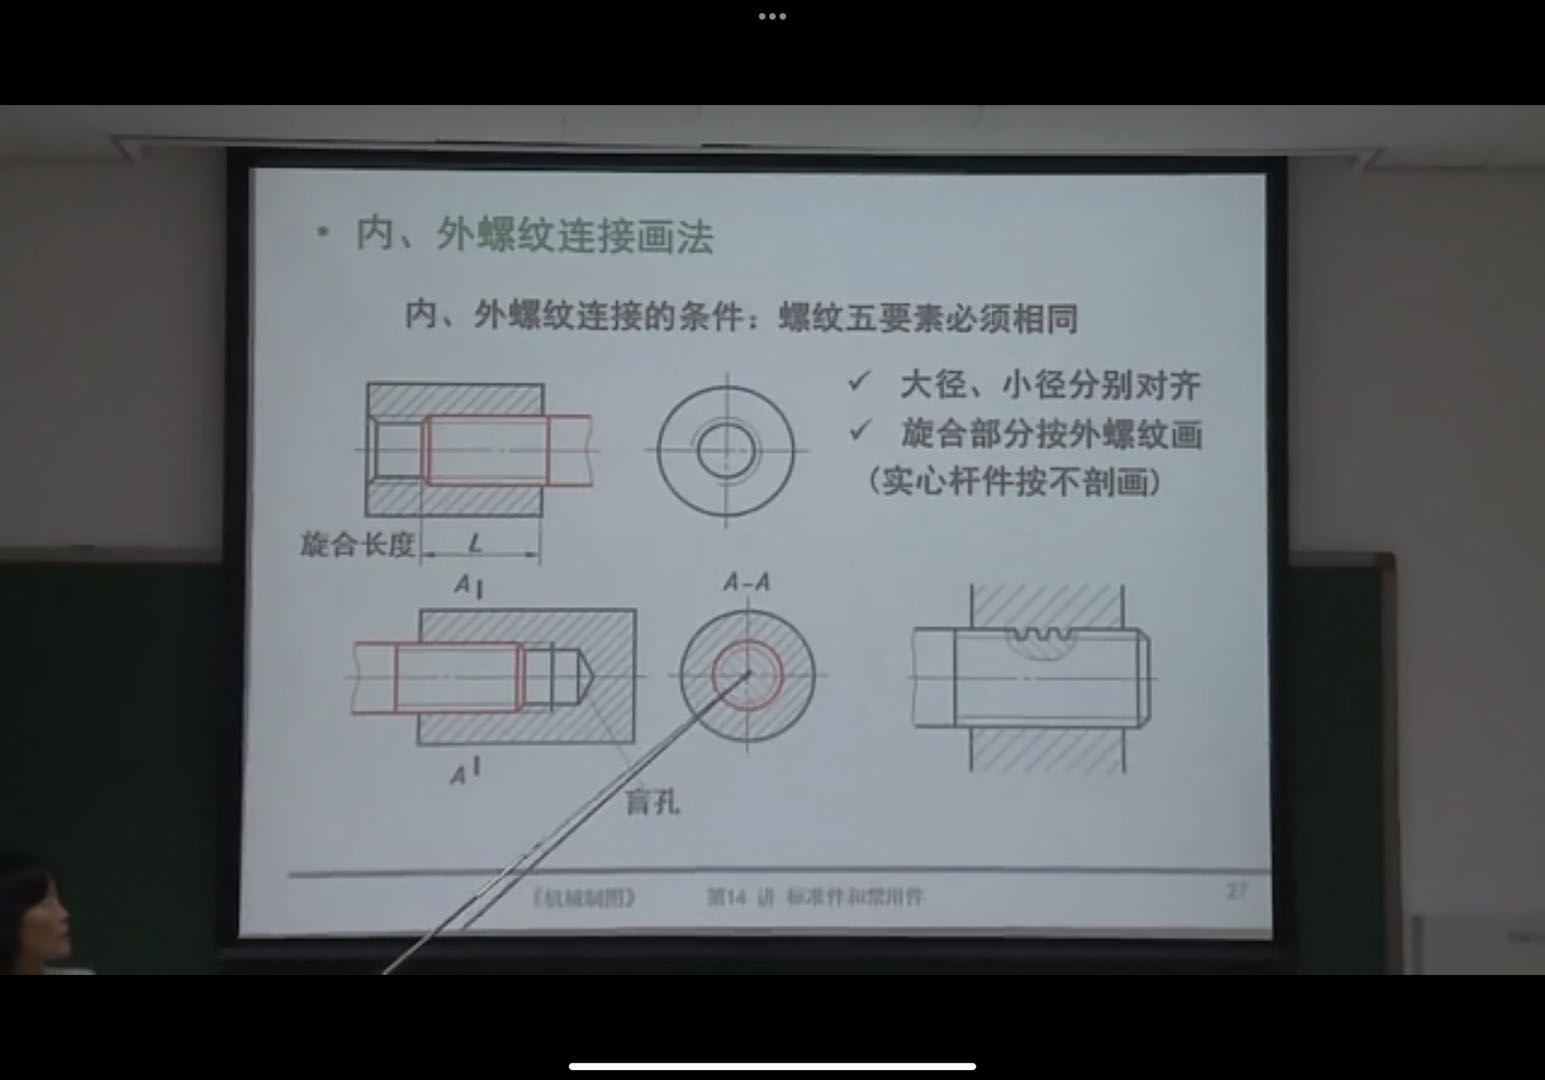 • 内、外螺纹连接画法
内、外螺纹连接的条件：螺纹五要素必须相同
✓ 大径、小径分别对齐
✓ 旋合部分按外螺纹画
（实心杆件按不剖画）
旋合长度
L
A
A-A
A
盲孔
《机械制图》 第14 讲 标准件和常用件 27